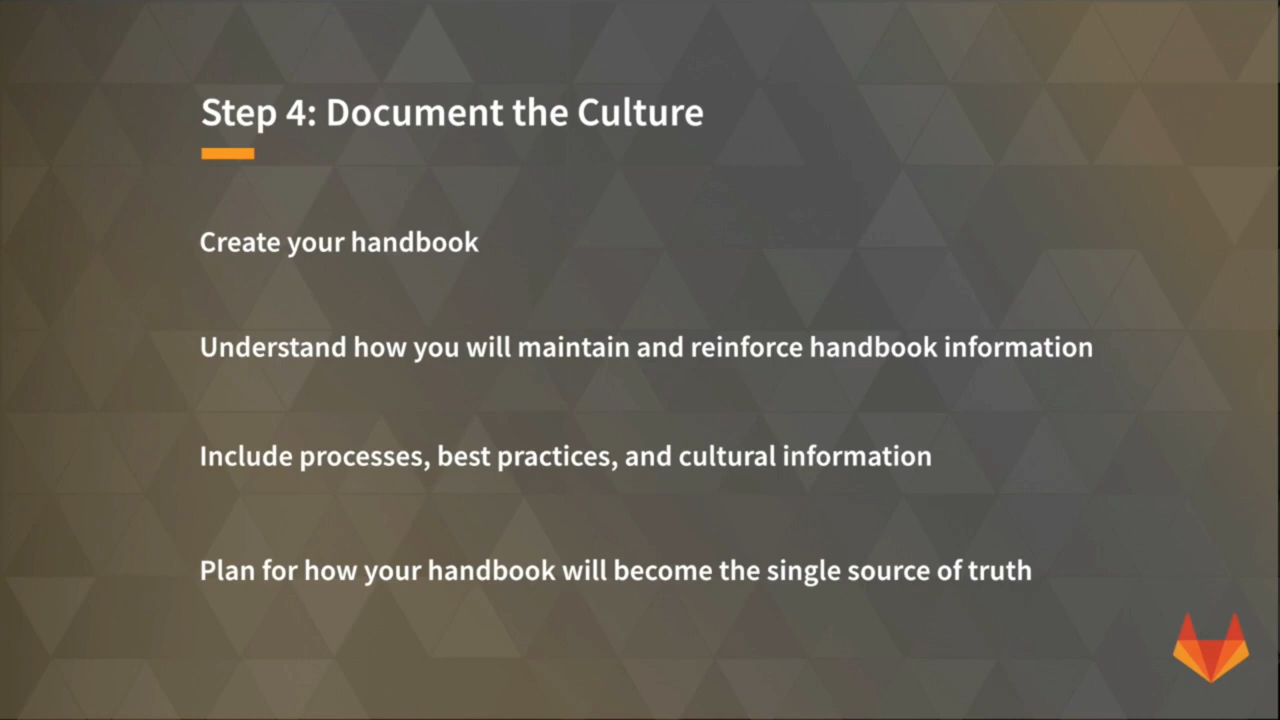 Step 4: Document the Culture
Create your handbook
Understand how you will maintain and reinforce handbook information
Include processes, best practices, and cultural information
Plan for how your handbook will become the single source of truth